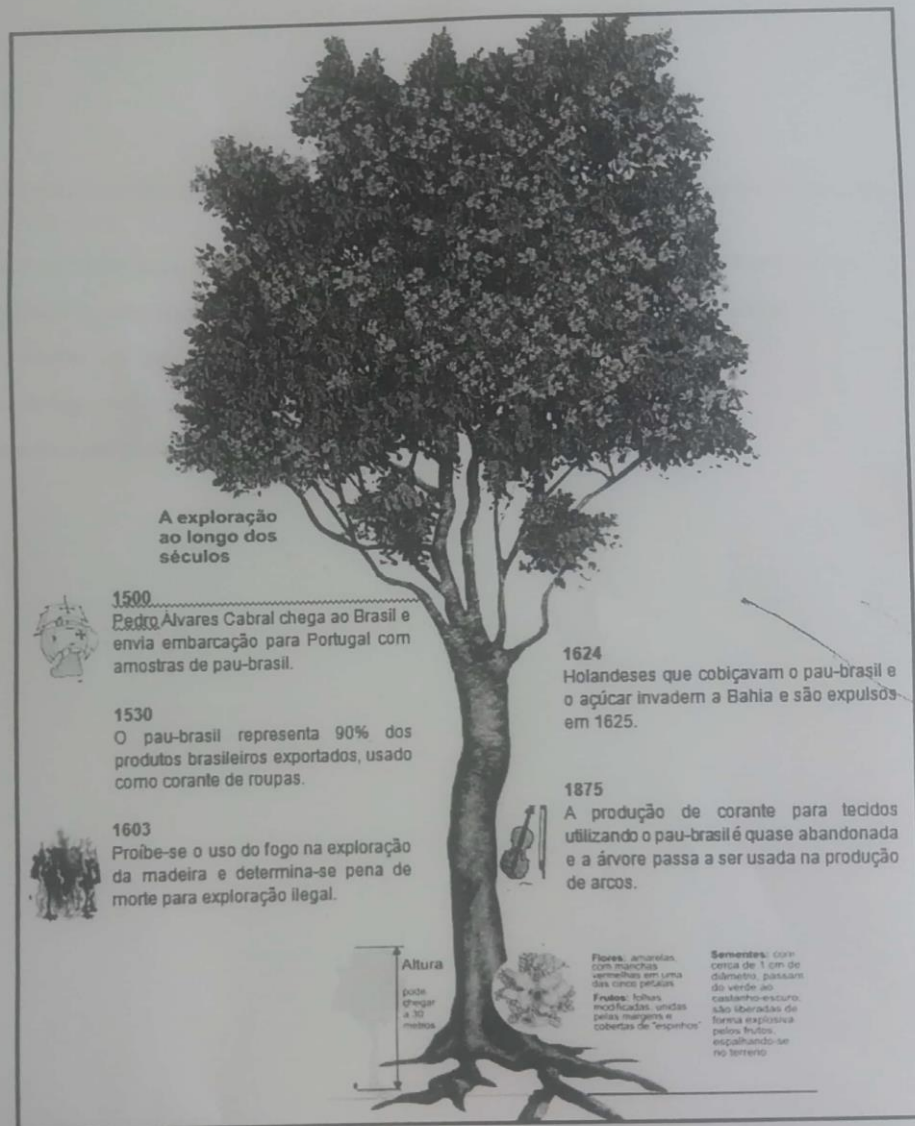 A exploração
ao longo dos
séculos
1500
Pedro Álvares Cabral chega ao Brasil e
envia embarcação para Portugal com
amostras de pau-brasil.
1530
O pau-brasil representa 90% dos
produtos brasileiros exportados, usado
como corante de roupas.
1603
Proíbe-se o uso do fogo na exploração
da madeira e determina-se pena de
morte para exploração ilegal.
1624
Holandeses que cobiçavam o pau-brasil e
o açúcar invadem a Bahia e são expulsos
em 1625.
1875
A produção de corante para tecidos
utilizando o pau-brasil é quase abandonada
e a árvore passa a ser usada na produção
de arcos.
Altura
pode
chegar
a 30
metros
Flores: amarelas,
com manchas
vermelhas em uma
das cinco pétalas
Frutos: folhas
modificadas, unidas
pelas margens e
cobertas de "espinhos"
Sementes: com
cerca de 1 cm de
diâmetro, passam
do verde ao
castanho-escuro,
são liberadas de
forma explosiva
pelos frutos,
espalhando-se
no terreno